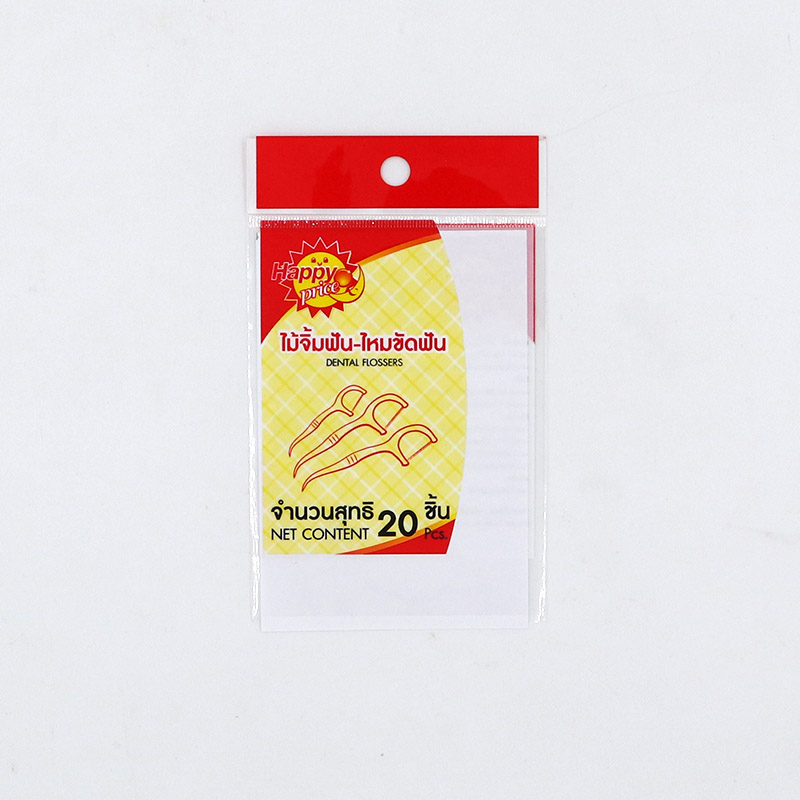 Happy
price
ไม้จิ้มฟัน-ไหมขัดฟัน
DENTAL FLOSSERS
จำนวนสุทธิ 20 ชิ้น
NET CONTENT Pcs.